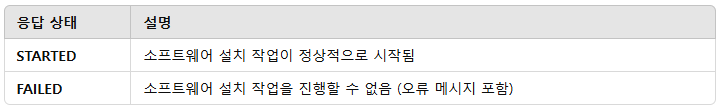 응답 상태 설명
STARTED 소프트웨어 설치 작업이 정상적으로 시작됨
FAILED 소프트웨어 설치 작업을 진행할 수 없음 (오류 메시지 포함)